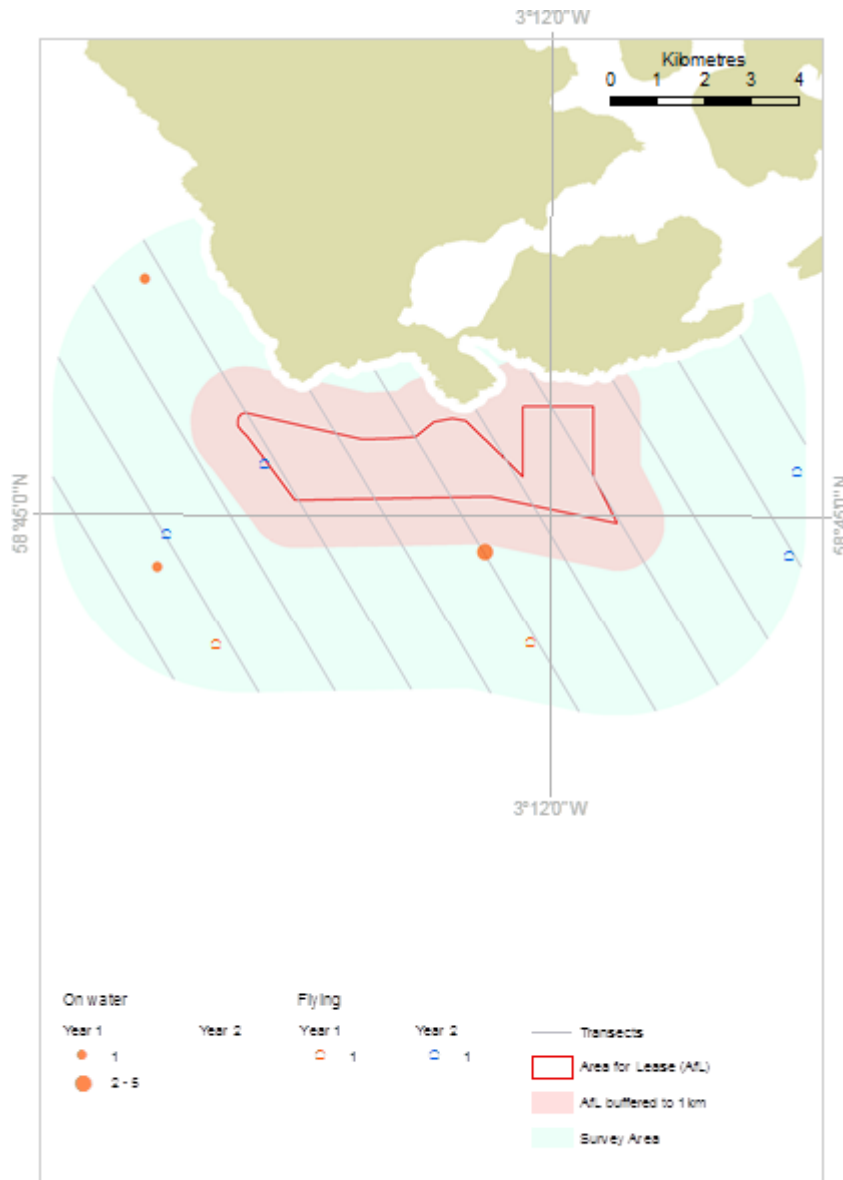 3°12'0"W
Kilometres
0 1 2 3 4
58°45'0"N
58°45'0"N
3°12'0"W
On water Flying
Year 1 Year 2 Year 1 Year 2
1 1 1
2 - 5
Transects
Area for Lease (AfL)
AfL buffered to 1km
Survey Area